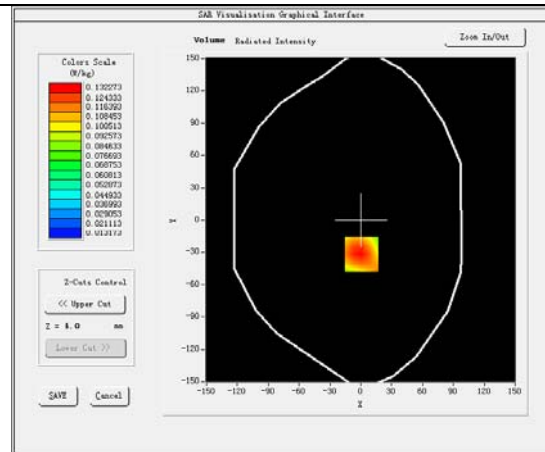 SAR Visualisation Graphical Interface
Volume Radiated Intensity
Zoom In/Out
Colors Scale
(W/kg)
0.132273
0.124333
0.116393
0.108453
0.100513
0.092573
0.084633
0.076693
0.068753
0.060813
0.052873
0.044933
0.036993
0.029053
0.021113
0.013173
Z-Cuts Control
<< Upper Cut
Z = 4.0 mm
Lower Cut >>
SAVE
Cancel
Y
150
120
90
60
30
0
-30
-60
-90
-120
-150
-150 -120 -90 -60 -30 0 30 60 90 120 150
X